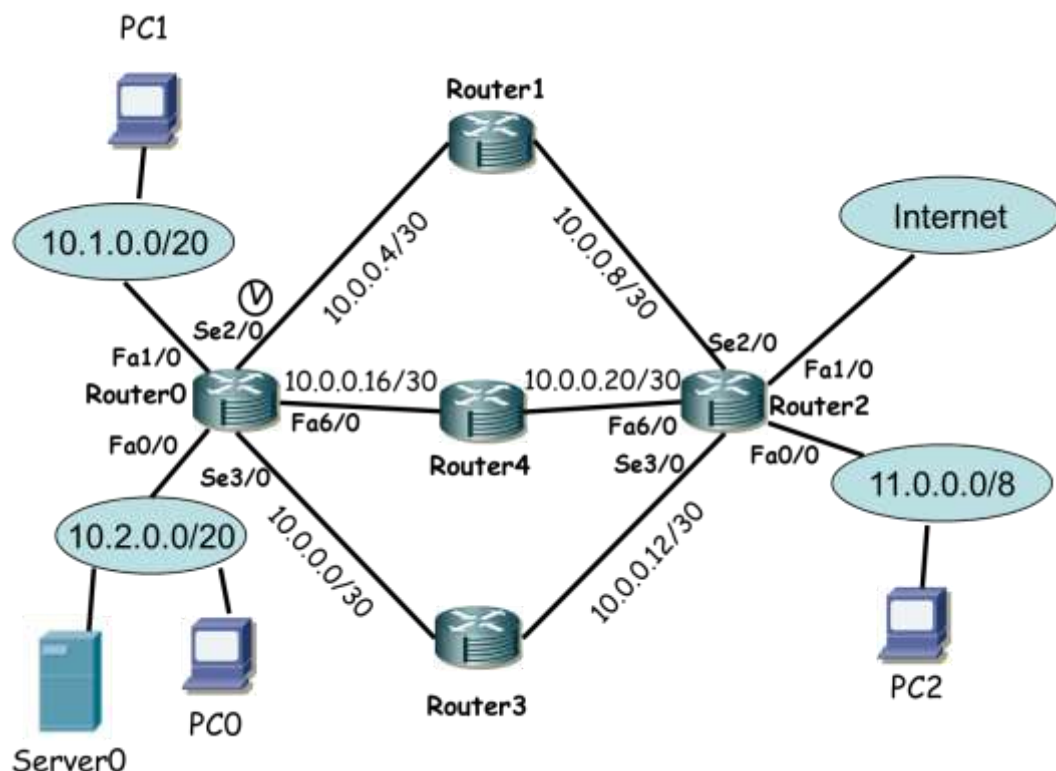 PC1
Router1
10.1.0.0/20
Internet
10.0.0.4/30
10.0.0.8/30
Se2/0
Fa1/0
Se2/0
Fa1/0
Router0
10.0.0.16/30
10.0.0.20/30
Router2
Fa0/0
Fa6/0
Router4
Fa6/0
Fa0/0
Se3/0
Se3/0
11.0.0.0/8
10.2.0.0/20
10.0.0.0/30
10.0.0.12/30
PC2
Router3
PC0
Server0